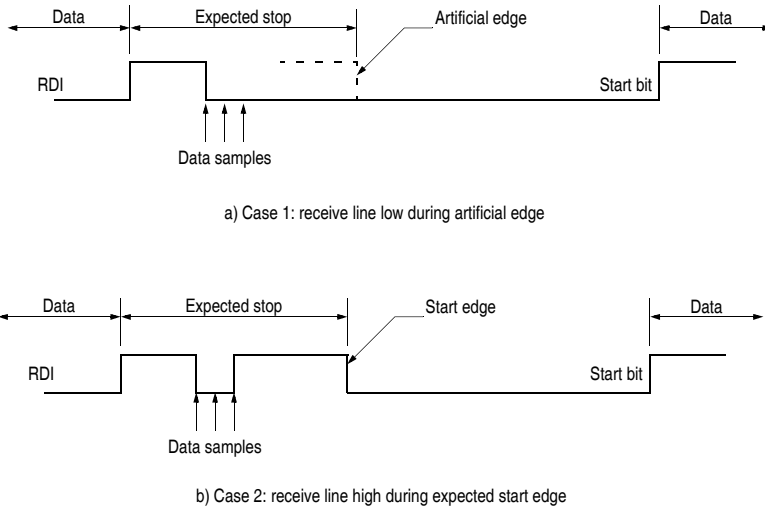 Data Expected stop Artificial edge Data
RDI Start bit
Data samples
a) Case 1: receive line low during artificial edge
Data Expected stop Start edge Data
RDI Start bit
Data samples
b) Case 2: receive line high during expected start edge